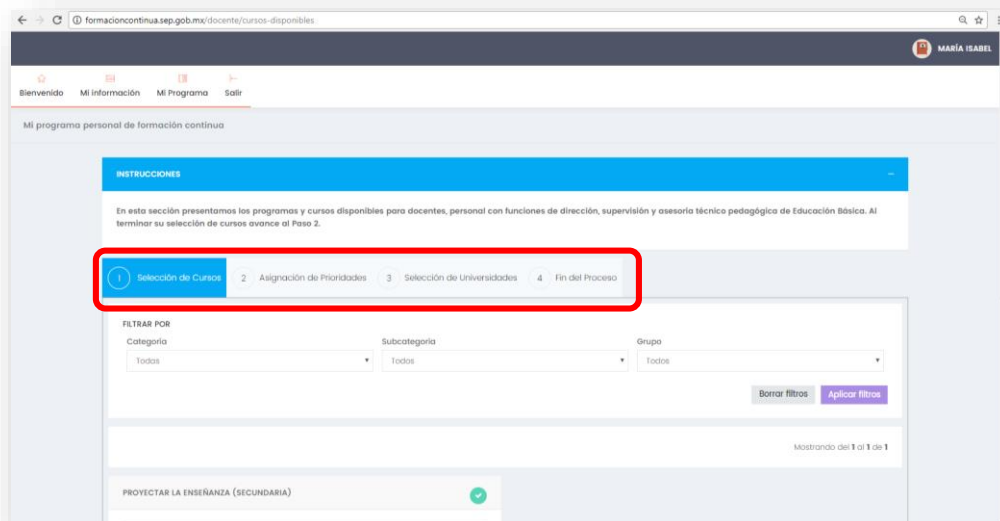 formacioncontinua.sep.gob.mx/docente/cursos-disponibles
MARÍA ISABEL
Bienvenido Mi información Mi Programa Salir
Mi programa personal de formación continua
INSTRUCCIONES
En esta sección presentamos los programas y cursos disponibles para docentes, personal con funciones de dirección, supervisión y asesoría técnico pedagógica de Educación Básica. Al
terminar su selección de cursos avance al Paso 2.
1 Selección de Cursos 2 Asignación de Prioridades 3 Selección de Universidades 4 Fin del Proceso
FILTRAR POR
Categoría Subcategoría Grupo
Todas Todos Todos
Borrar filtros Aplicar filtros
Mostrando del 1 al 1 de 1
PROYECTAR LA ENSEÑANZA (SECUNDARIA)